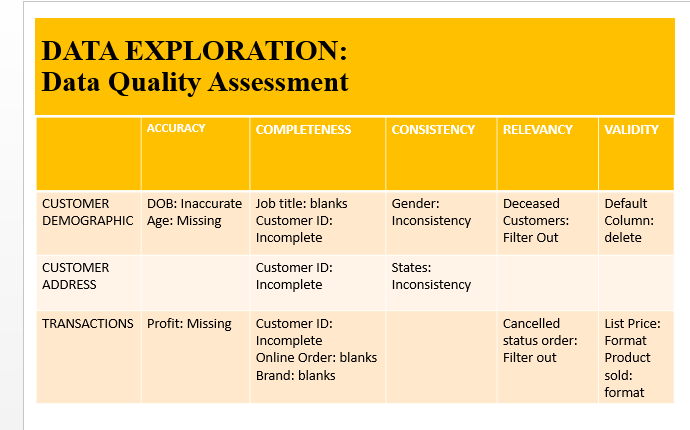 DATA EXPLORATION:
Data Quality Assessment
ACCURACY
COMPLETENESS
CONSISTENCY
RELEVANCY
VALIDITY
CUSTOMER
DEMOGRAPHIC
DOB: Inaccurate
Age: Missing
Job title: blanks
Customer ID:
Incomplete
Gender:
Inconsistency
Deceased
Customers:
Filter Out
Default
Column:
delete
CUSTOMER
ADDRESS
Customer ID:
Incomplete
States:
Inconsistency
TRANSACTIONS
Profit: Missing
Customer ID:
Incomplete
Online Order: blanks
Brand: blanks
Cancelled
status order:
Filter out
List Price:
Format
Product
sold:
format